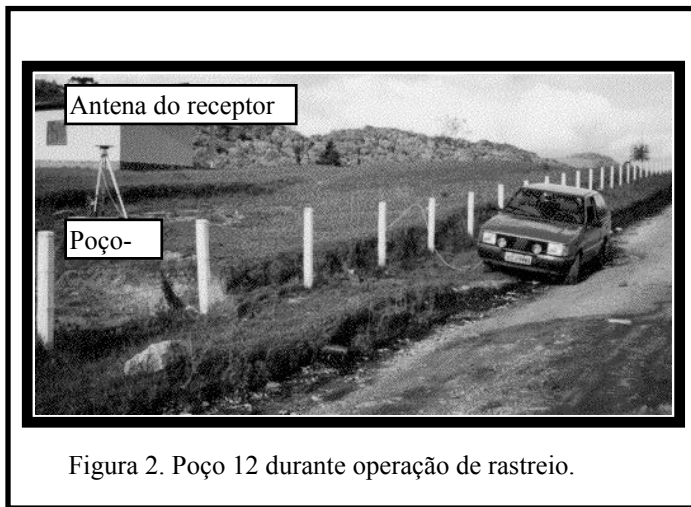 Antena do receptor
Poço-
Figura 2. Poço 12 durante operação de rastreio.